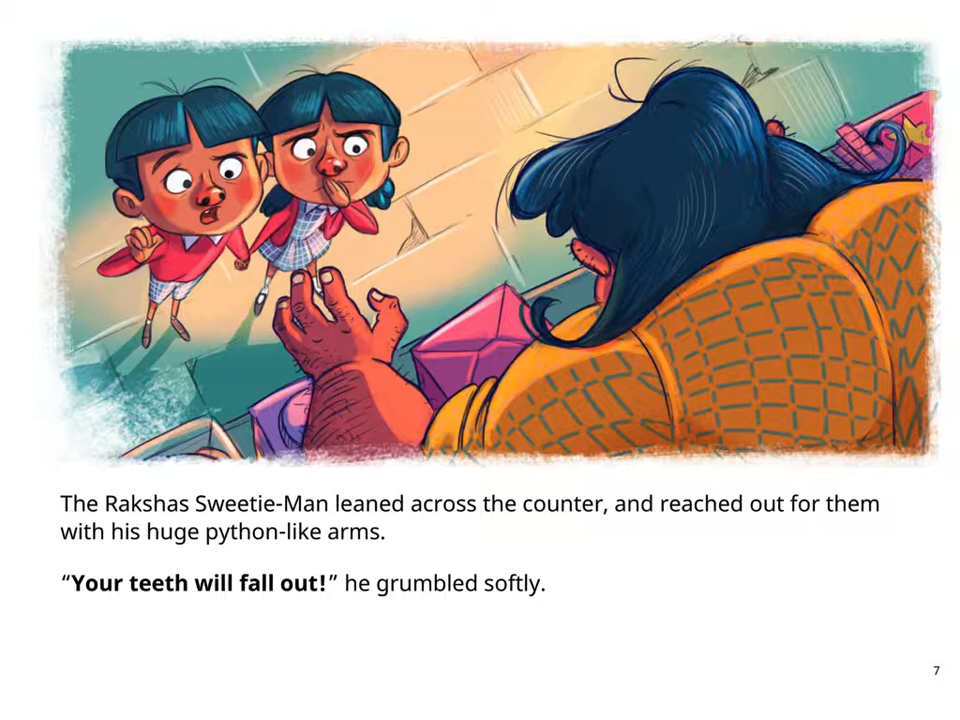 The Rakshas Sweetie-Man leaned across the counter, and reached out for them
with his huge python-like arms.
“Your teeth will fall out!” he grumbled softly.
7